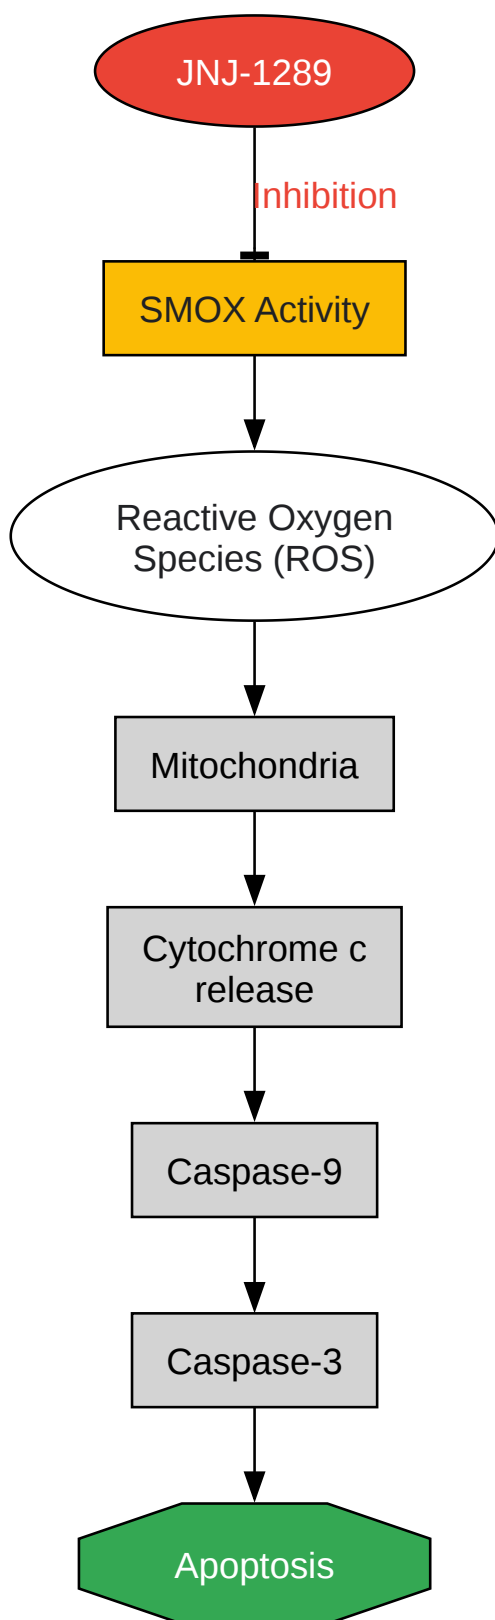 JNJ-1289
Inhibition
SMOX Activity
Reactive Oxygen
Species (ROS)
Mitochondria
Cytochrome c
release
Caspase-9
Caspase-3
Apoptosis